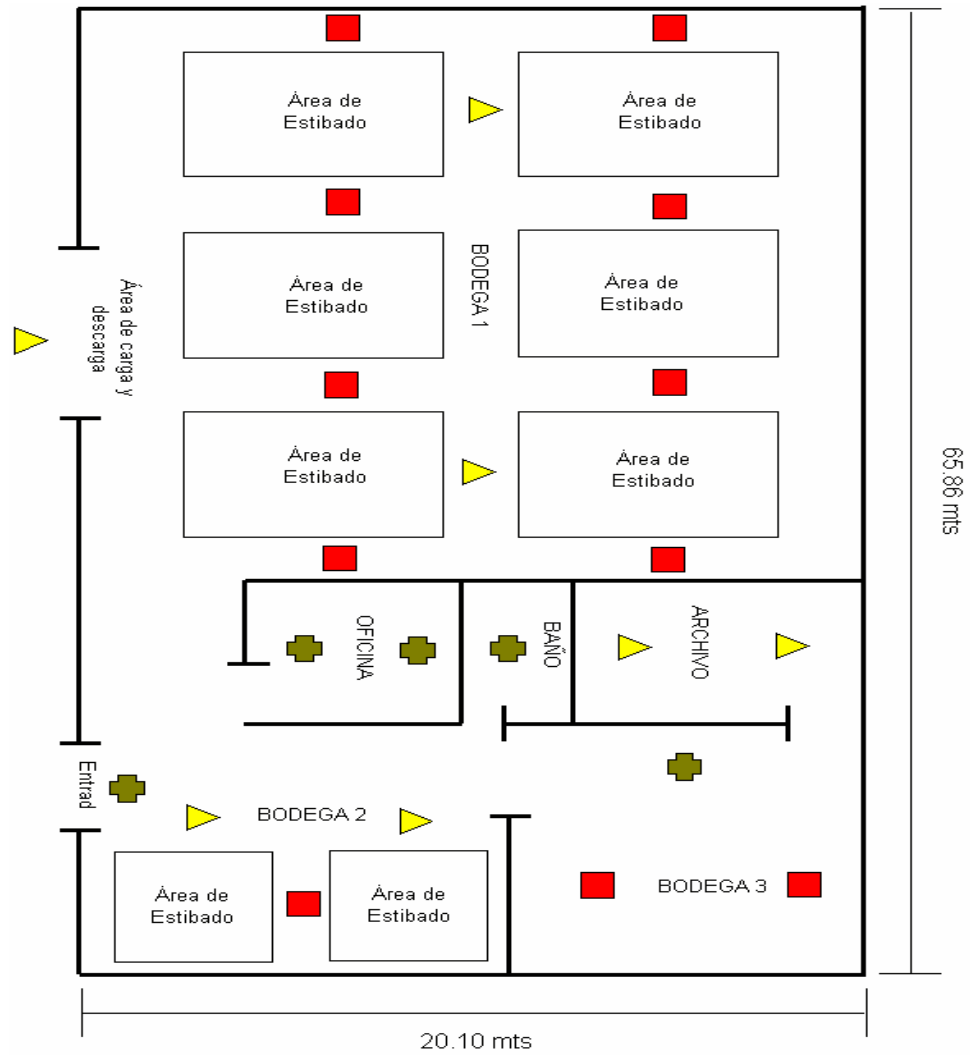 Área de
Estibado
Área de
Estibado
Área de
Estibado
BODEGA 1
Área de
Estibado
Área de carga y
descarga
Área de
Estibado
Área de
Estibado
65.86 mts
OFICINA
BAÑO
ARCHIVO
Entrad
BODEGA 2
Área de
Estibado
Área de
Estibado
BODEGA 3
20.10 mts